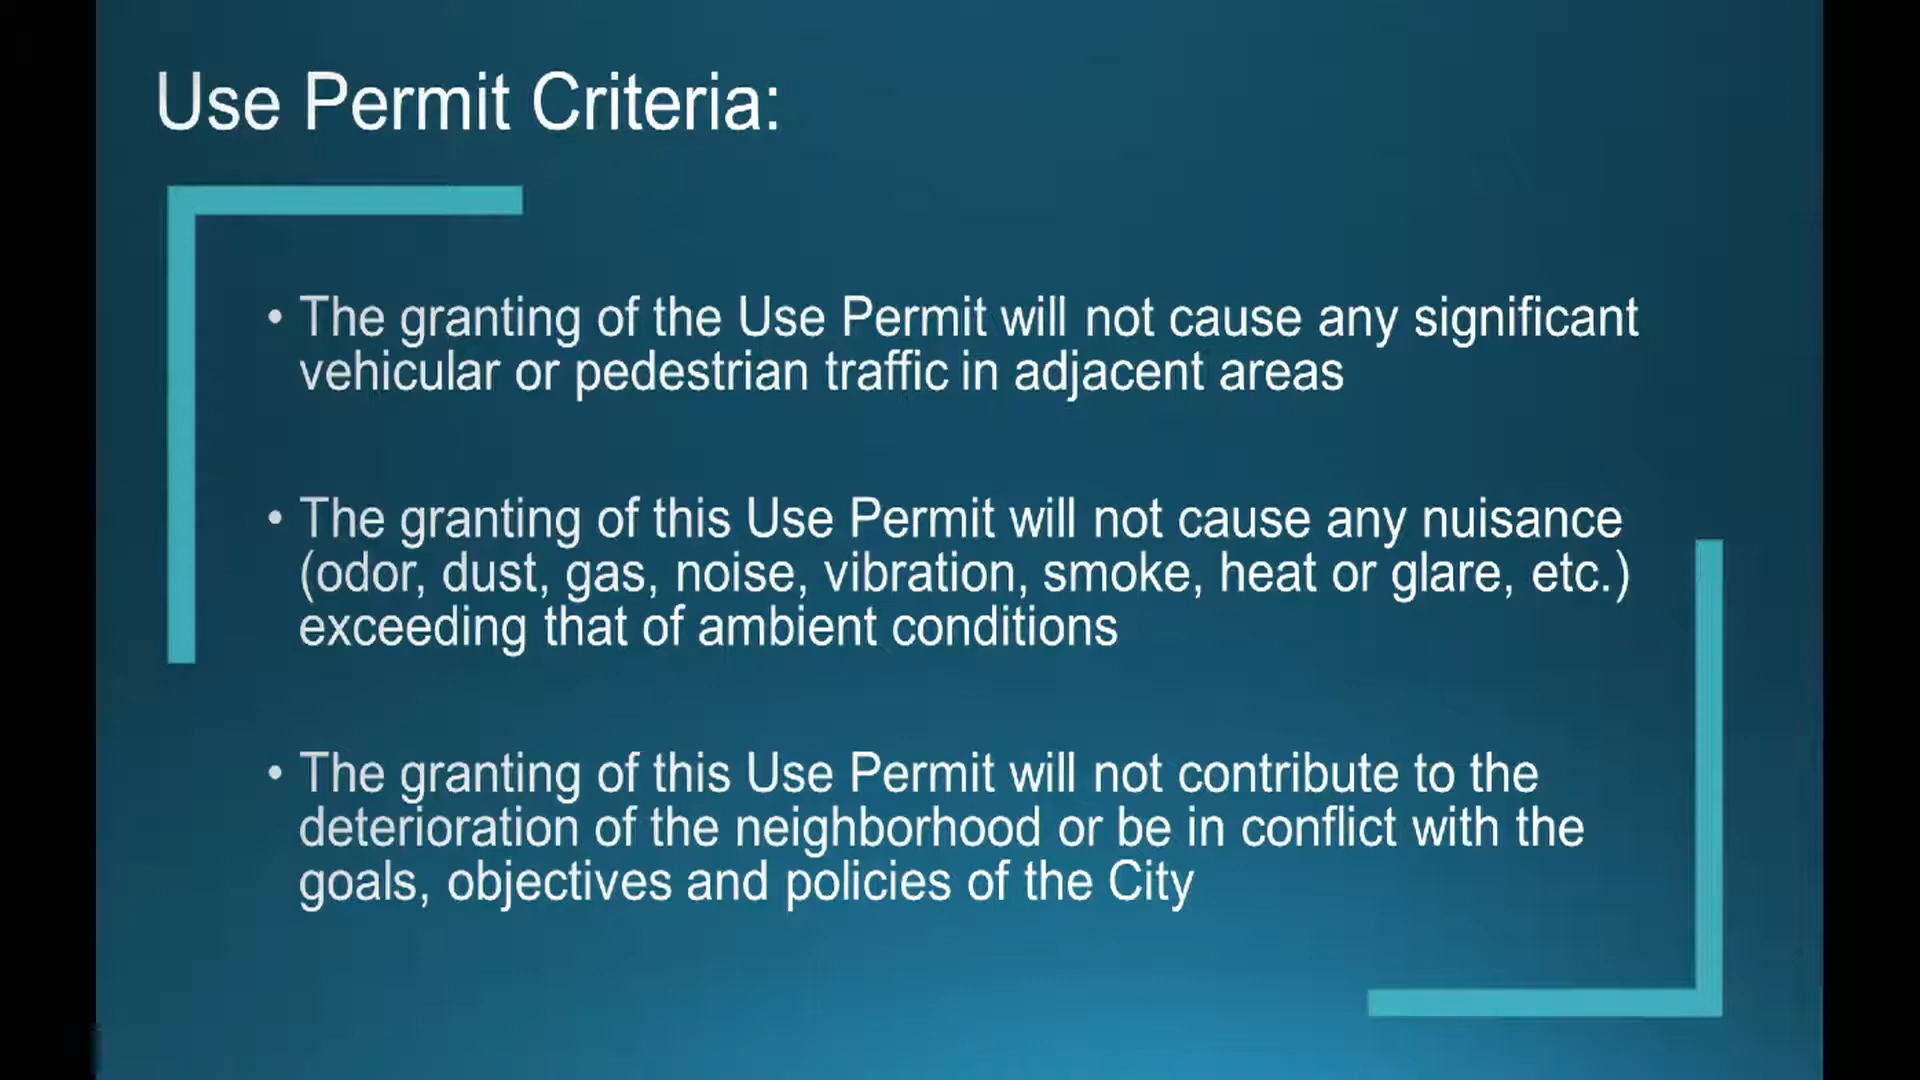 Use Permit Criteria:
• The granting of the Use Permit will not cause any significant
vehicular or pedestrian traffic in adjacent areas
• The granting of this Use Permit will not cause any nuisance
(odor, dust, gas, noise, vibration, smoke, heat or glare, etc.)
exceeding that of ambient conditions
• The granting of this Use Permit will not contribute to the
deterioration of the neighborhood or be in conflict with the
goals, objectives and policies of the City